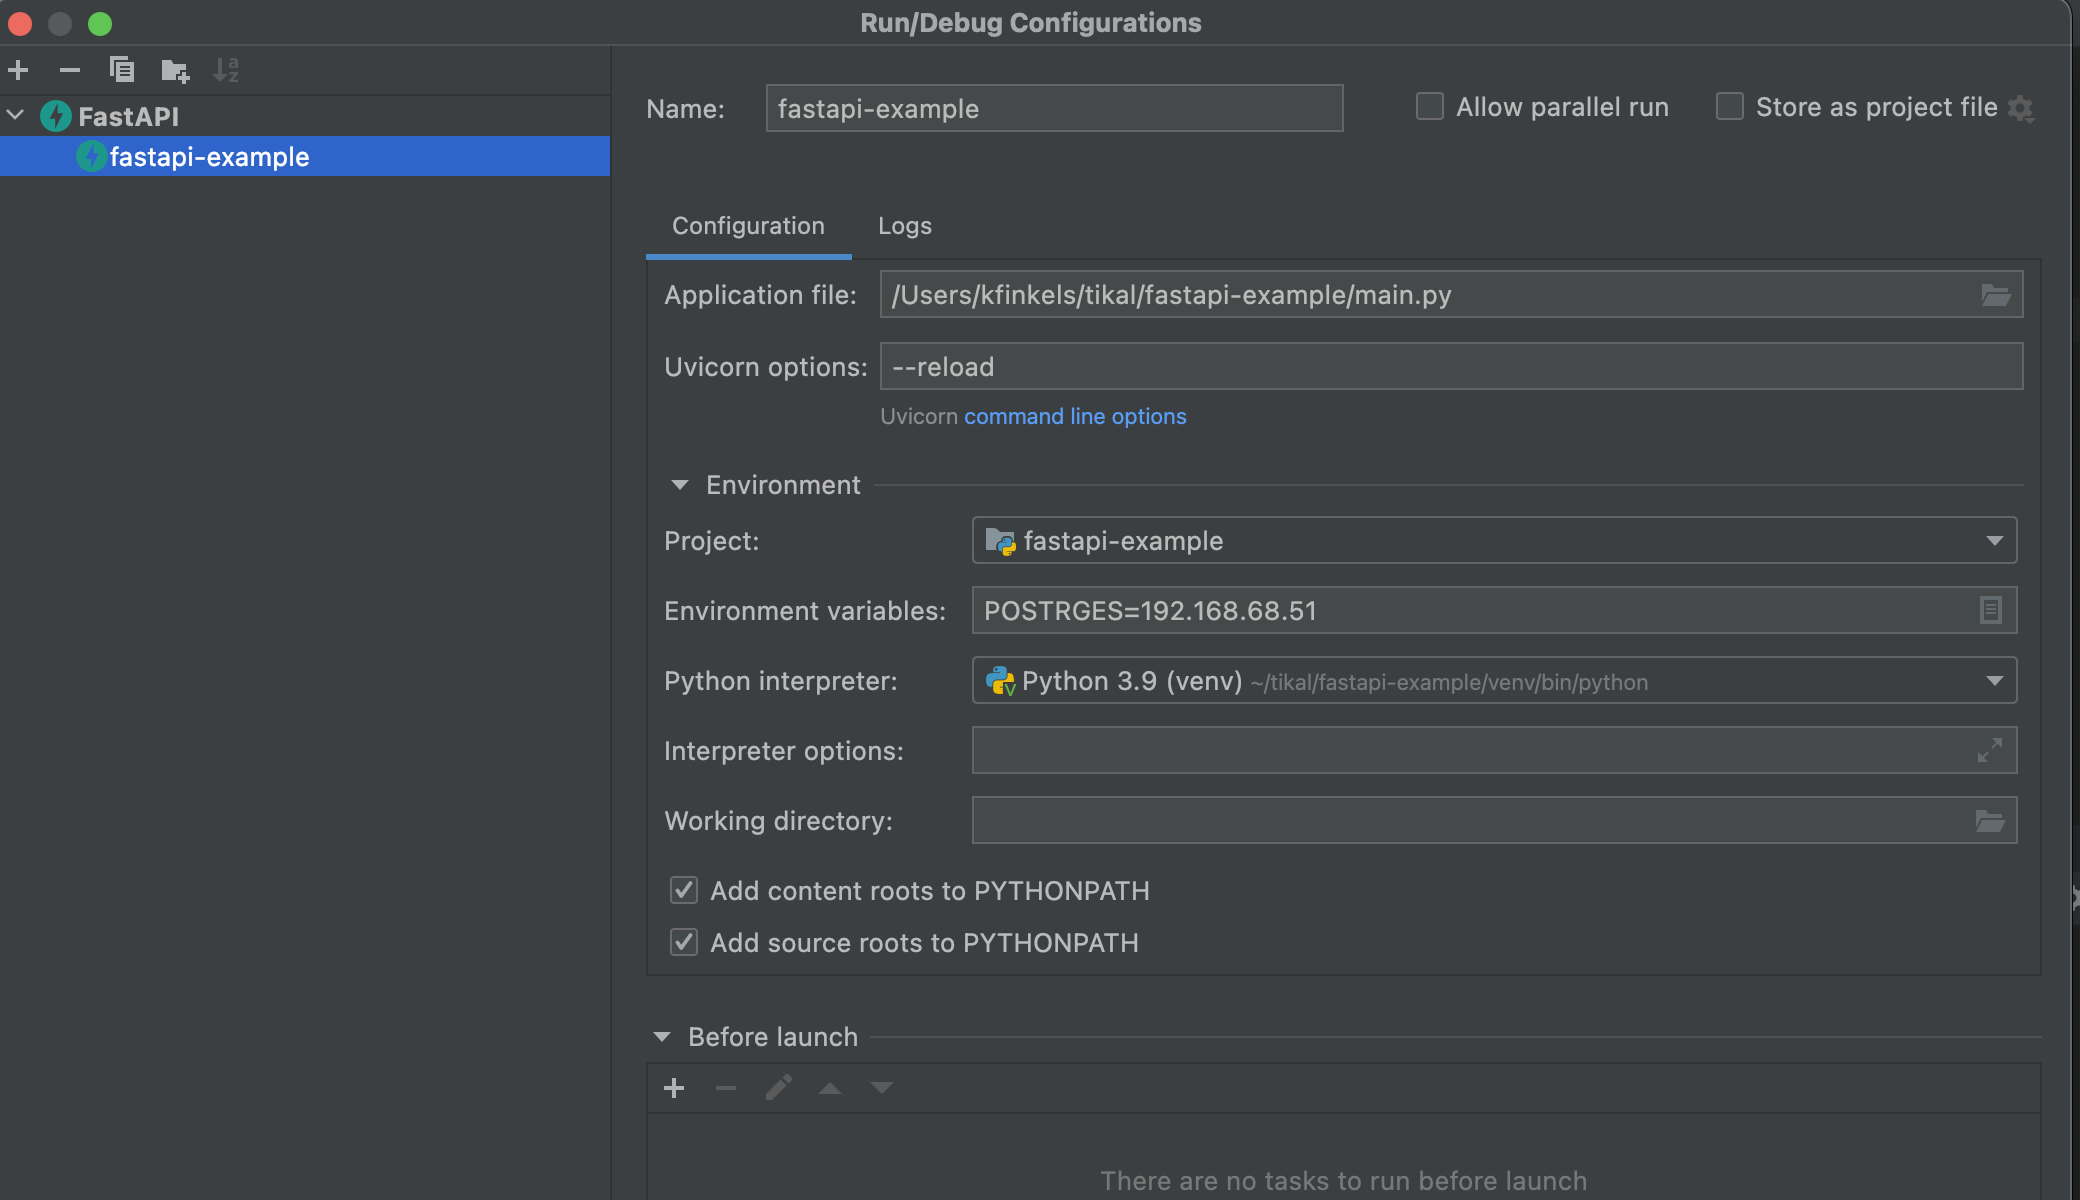 Run/Debug Configurations
FastAPI
fastapi-example
Name: fastapi-example
Allow parallel run
Store as project file
Configuration
Logs
Application file: /Users/kfinkels/tikal/fastapi-example/main.py
Uvicorn options: --reload
Uvicorn command line options
Environment
Project: fastapi-example
Environment variables: POSTRGES=192.168.68.51
Python interpreter: Python 3.9 (venv) ~/tikal/fastapi-example/venv/bin/python
Interpreter options:
Working directory:
Add content roots to PYTHONPATH
Add source roots to PYTHONPATH
Before launch
There are no tasks to run before launch